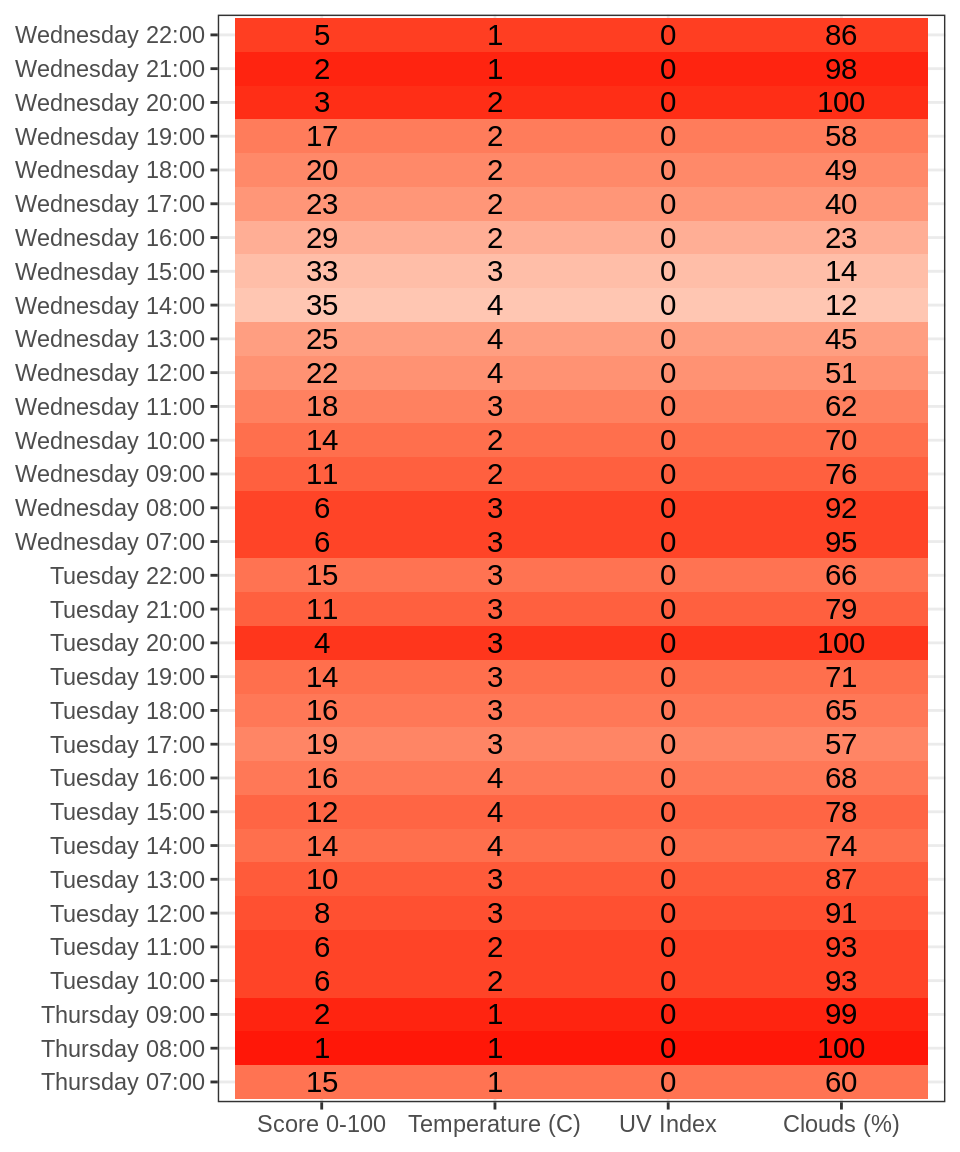 Wednesday 22:00 5 1 0 86
Wednesday 21:00 2 1 0 98
Wednesday 20:00 3 2 0 100
Wednesday 19:00 17 2 0 58
Wednesday 18:00 20 2 0 49
Wednesday 17:00 23 2 0 40
Wednesday 16:00 29 2 0 23
Wednesday 15:00 33 3 0 14
Wednesday 14:00 35 4 0 12
Wednesday 13:00 25 4 0 45
Wednesday 12:00 22 4 0 51
Wednesday 11:00 18 3 0 62
Wednesday 10:00 14 2 0 70
Wednesday 09:00 11 2 0 76
Wednesday 08:00 6 3 0 92
Wednesday 07:00 6 3 0 95
Tuesday 22:00 15 3 0 66
Tuesday 21:00 11 3 0 79
Tuesday 20:00 4 3 0 100
Tuesday 19:00 14 3 0 71
Tuesday 18:00 16 3 0 65
Tuesday 17:00 19 3 0 57
Tuesday 16:00 16 4 0 68
Tuesday 15:00 12 4 0 78
Tuesday 14:00 14 4 0 74
Tuesday 13:00 10 3 0 87
Tuesday 12:00 8 3 0 91
Tuesday 11:00 6 2 0 93
Tuesday 10:00 6 2 0 93
Thursday 09:00 2 1 0 99
Thursday 08:00 1 1 0 100
Thursday 07:00 15 1 0 60
Score 0-100 Temperature (C) UV Index Clouds (%)